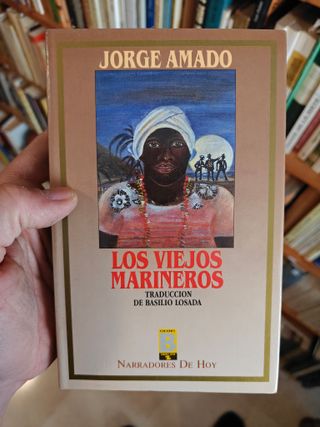 JORGE AMADO
LOS VIEJOS
MARINEROS
TRADUCCION
DE BASILIO LOSADA
NARRADORES DE HOY